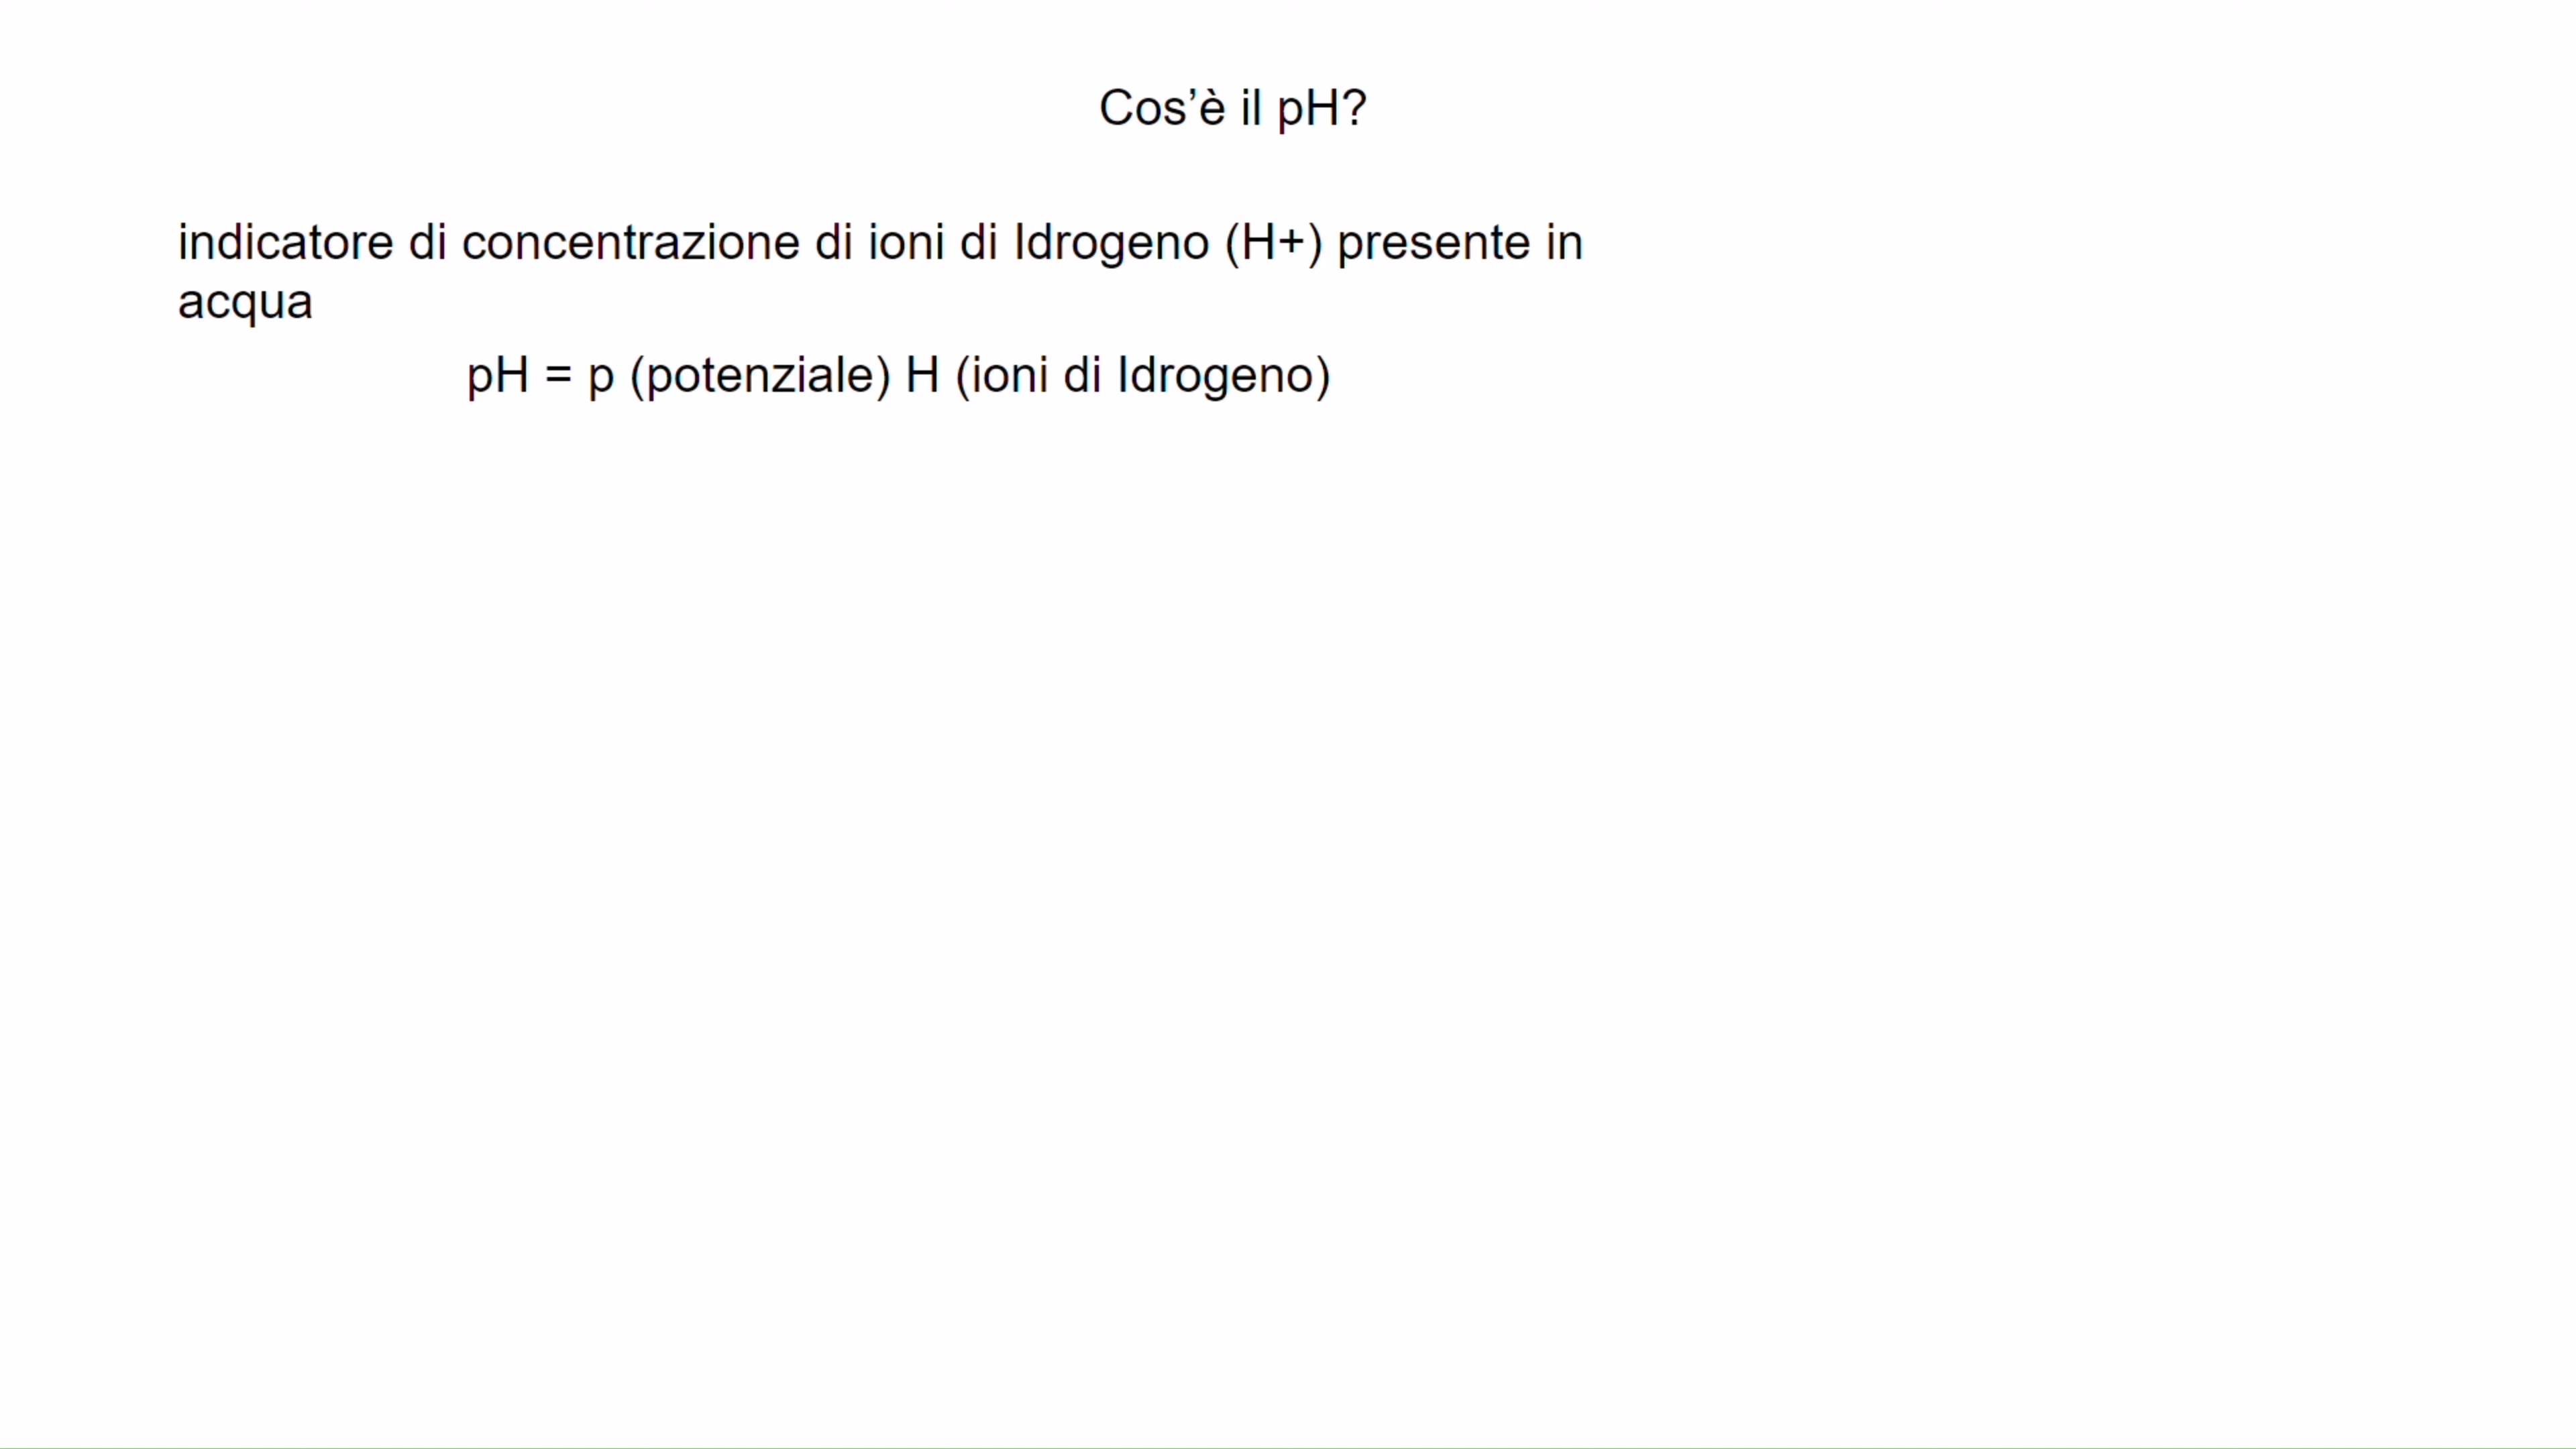 Cos’è il pH?
indicatore di concentrazione di ioni di Idrogeno (H+) presente in
acqua
pH = p (potenziale) H (ioni di Idrogeno)